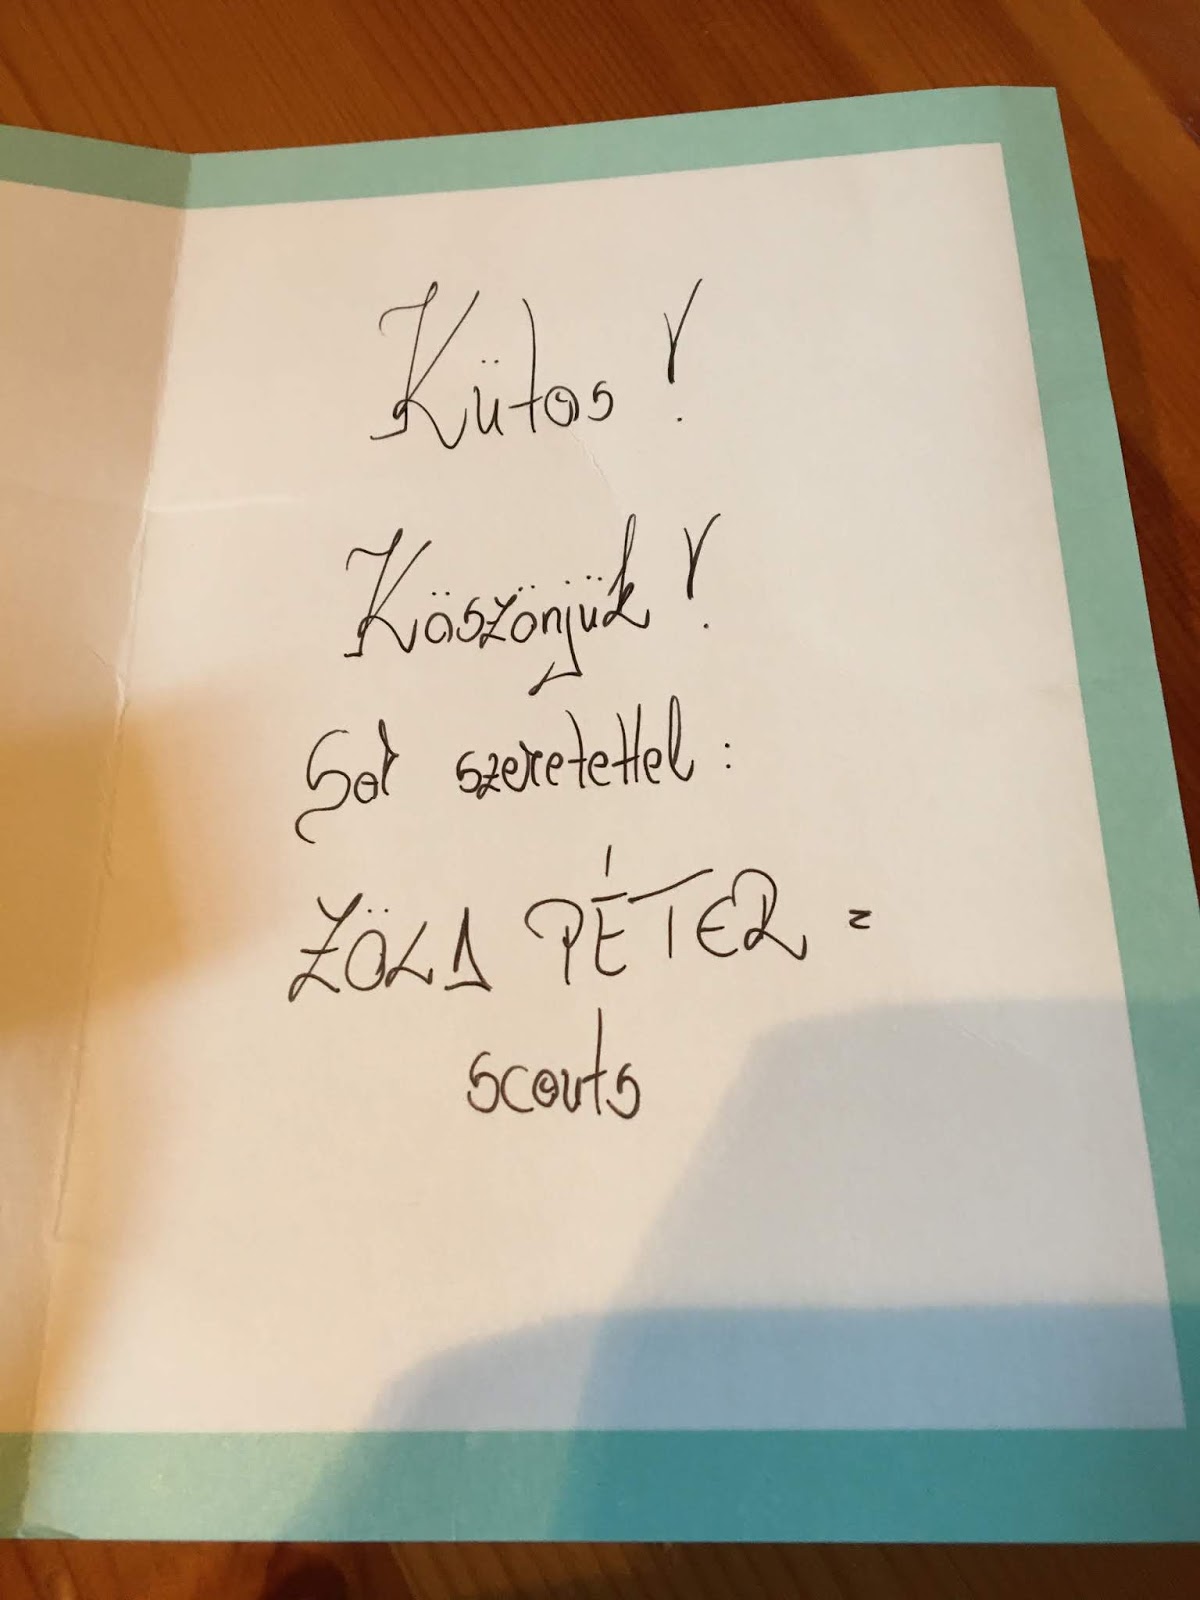 Kütos!
Köszönjük!
Sok szeretettel:
ZÖLD PÉTER =
scouts